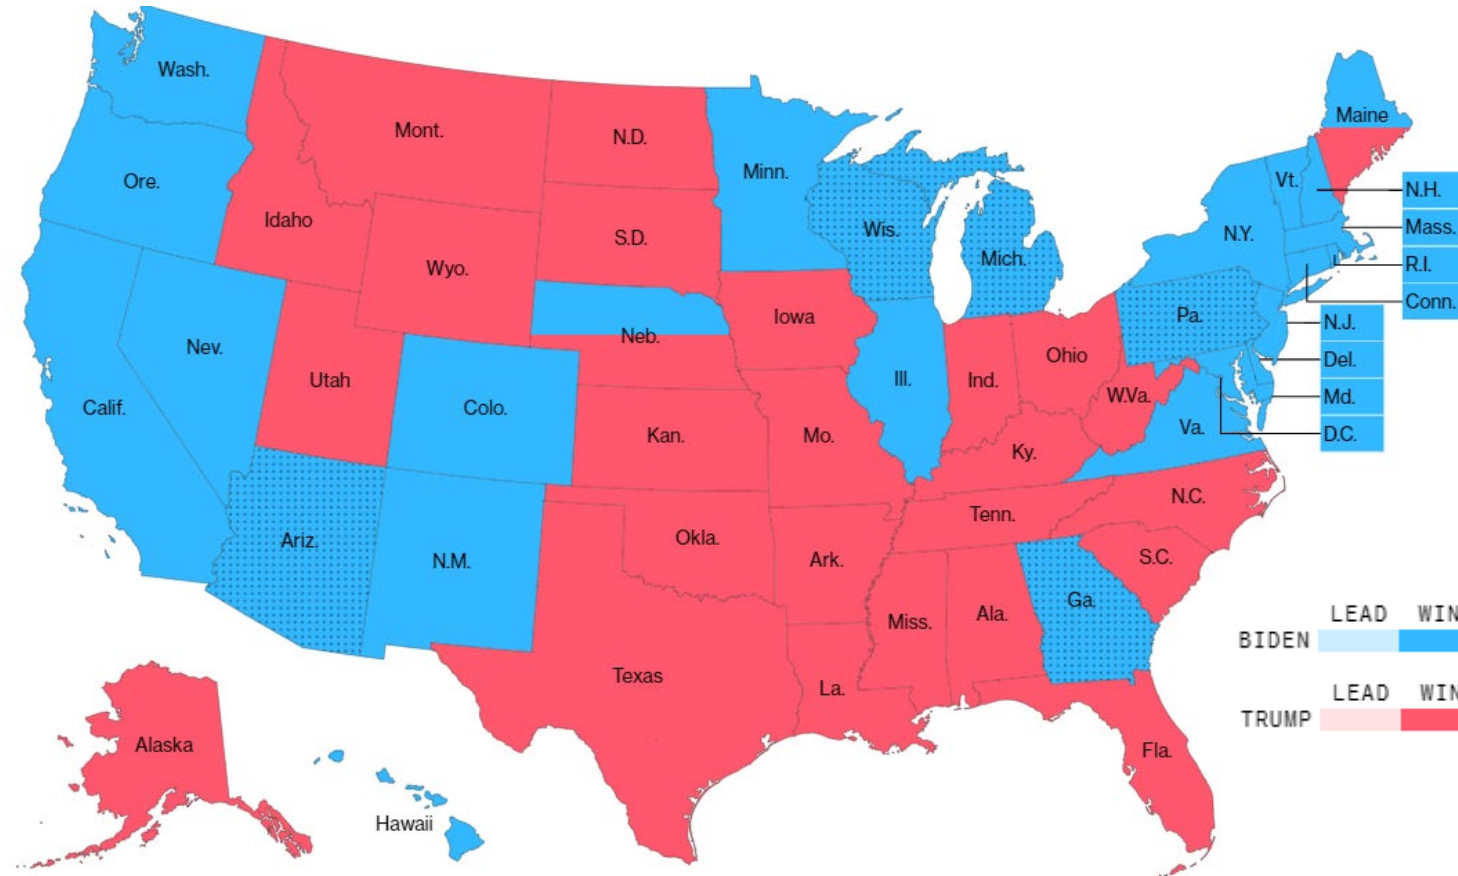 Wash.
Maine
Mont.
N.D.
Minn.
Ore.
Vt.
N.H.
Idaho
Mass.
Wis.
N.Y.
S.D.
Mich.
R.I.
Wyo.
Conn.
Pa.
Iowa
N.J.
Neb.
Nev.
Ohio
Del.
Utah
Ill.
Ind.
W.Va.
Md.
Calif.
Colo.
Va.
D.C.
Kan.
Mo.
Ky.
N.C.
Tenn.
Okla.
Ariz.
S.C.
N.M.
Ark.
Ga.
Ala.
Miss.
LEAD WIN
BIDEN
Texas
La.
LEAD WIN
TRUMP
Alaska
Fla.
Hawaii